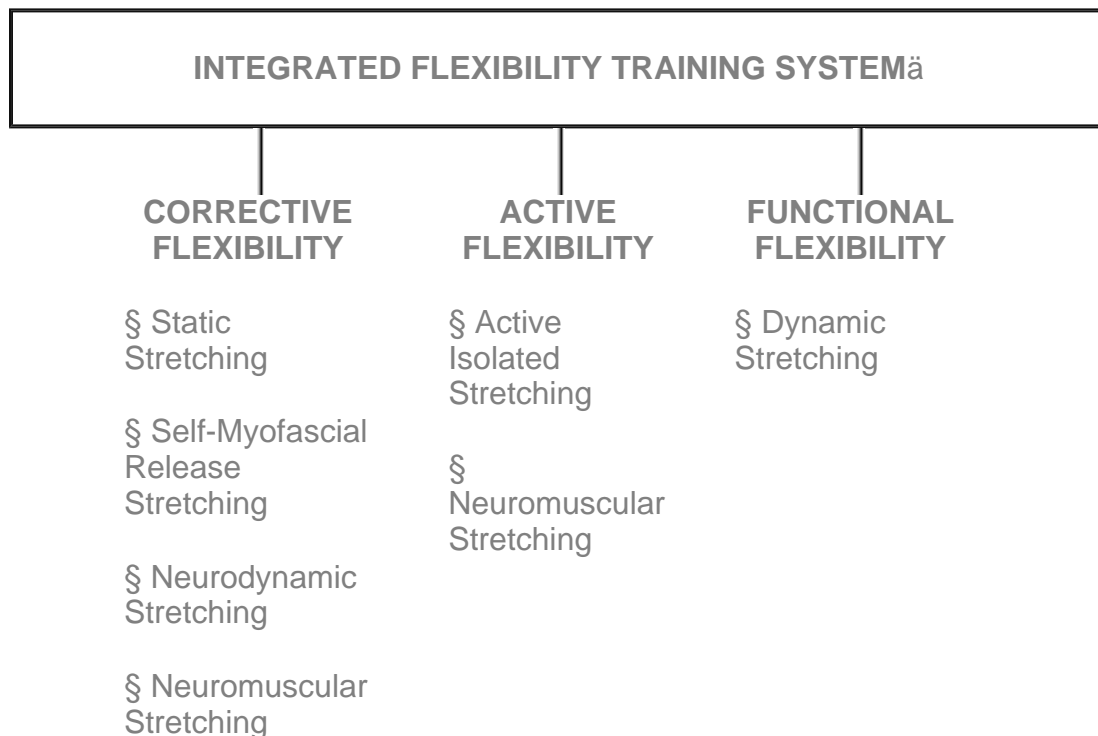 INTEGRATED FLEXIBILITY TRAINING SYSTEMä
CORRECTIVE
FLEXIBILITY
§ Static
Stretching
§ Self-Myofascial
Release
Stretching
§ Neurodynamic
Stretching
§ Neuromuscular
Stretching
ACTIVE
FLEXIBILITY
§ Active
Isolated
Stretching
§
Neuromuscular
Stretching
FUNCTIONAL
FLEXIBILITY
§ Dynamic
Stretching